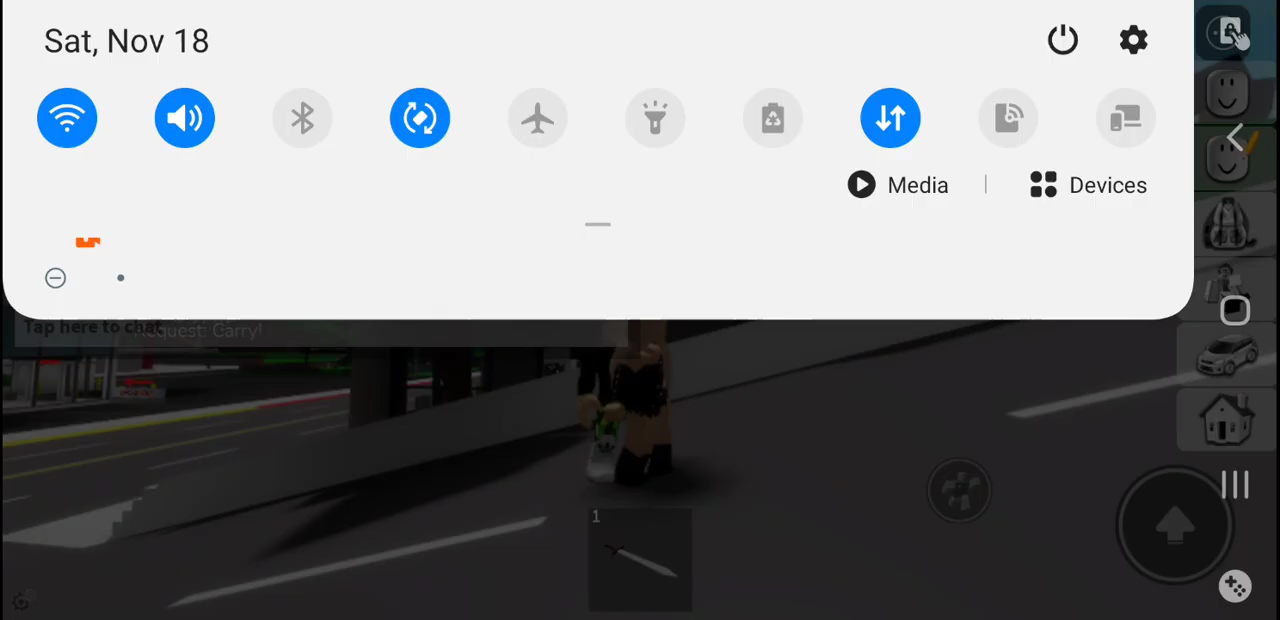 Sat, Nov 18
Media
Devices
Tap here to chat
Request: Carry!
1